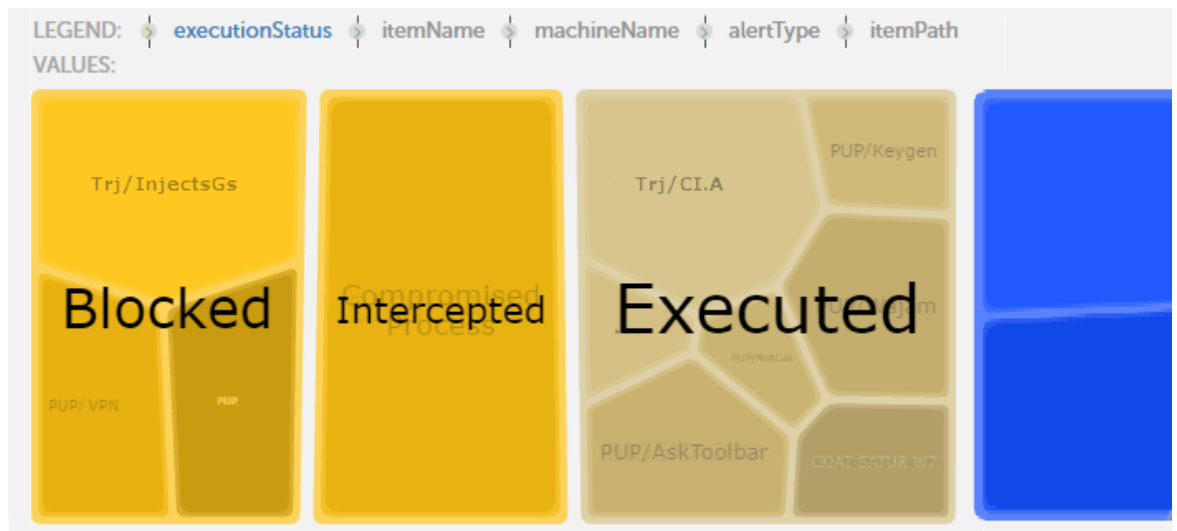 LEGEND: executionStatus itemName machineName alertType itemPath
VALUES:
Trj/InjectsGs
Blocked
PUP/ VPN
PUP
Compromised
Process
Intercepted
Trj/CI.A
PUP/Keygen
Executed
PUP/AskToolbar